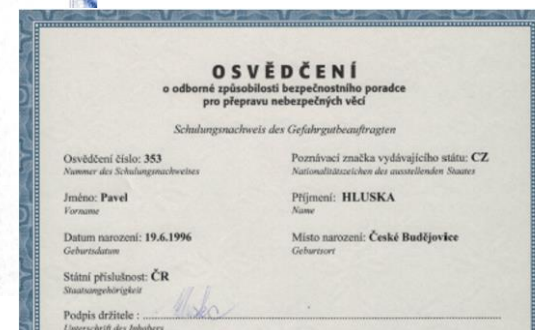 OSVĚDČENÍ
o odborné způsobilosti bezpečnostního poradce
pro přepravu nebezpečných věcí
Schulungsnachweis des Gefahrgutbeauftragten
Osvědčení číslo: 353
Nummer des Schulungsnachweises
Poznávací značka vydávajícího státu: CZ
Nationalitätszeichen des ausstellenden Staates
Jméno: Pavel
Vorname
Příjmení: HLUSKA
Name
Datum narození: 19.6.1996
Geburtsdatum
Místo narození: České Budějovice
Geburtsort
Státní příslušnost: ČR
Staatsangehörigkeit
Podpis držitele :
Unterschrift des Inhabers